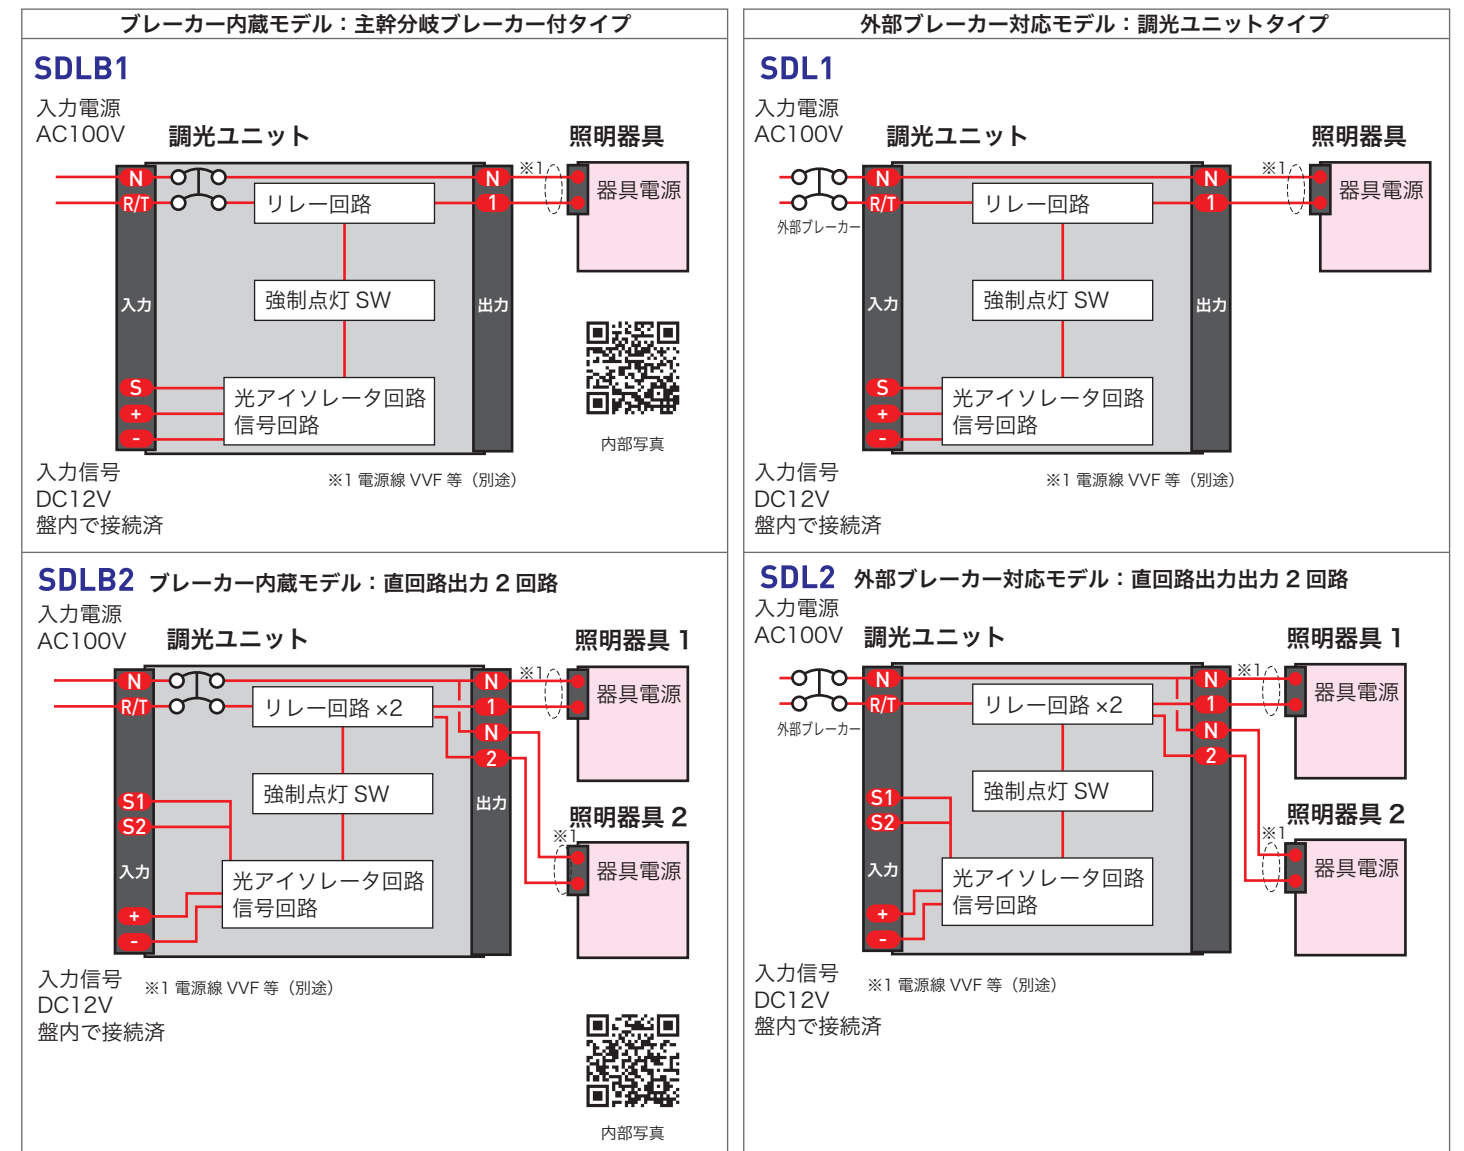 ブレーカー内蔵モデル：主幹分岐ブレーカー付タイプ
SDLB1
入力電源
AC100V
調光ユニット
照明器具
N
R/T
リレー回路
N
1
※1
器具電源
入力
強制点灯 SW
出力
S
+
-
光アイソレータ回路
信号回路
内部写真
入力信号
DC12V
盤内で接続済
※1 電源線 VVF 等（別途）
外部ブレーカー対応モデル：調光ユニットタイプ
SDL1
入力電源
AC100V
調光ユニット
照明器具
N
R/T
外部ブレーカー
リレー回路
N
1
※1
器具電源
入力
強制点灯 SW
出力
S
+
-
光アイソレータ回路
信号回路
入力信号
DC12V
盤内で接続済
※1 電源線 VVF 等（別途）
SDLB2 ブレーカー内蔵モデル：直回路出力 2 回路
入力電源
AC100V
調光ユニット
照明器具 1
N
R/T
リレー回路 ×2
N
1
N
2
※1
器具電源
S1
S2
強制点灯 SW
出力
照明器具 2
※1
器具電源
入力
光アイソレータ回路
信号回路
+
-
入力信号
DC12V
盤内で接続済
※1 電源線 VVF 等（別途）
内部写真
SDL2 外部ブレーカー対応モデル：直回路出力出力 2 回路
入力電源
AC100V
調光ユニット
照明器具 1
N
R/T
外部ブレーカー
リレー回路 ×2
N
1
N
2
※1
器具電源
S1
S2
強制点灯 SW
出力
照明器具 2
※1
器具電源
入力
光アイソレータ回路
信号回路
+
-
入力信号
DC12V
盤内で接続済
※1 電源線 VVF 等（別途）